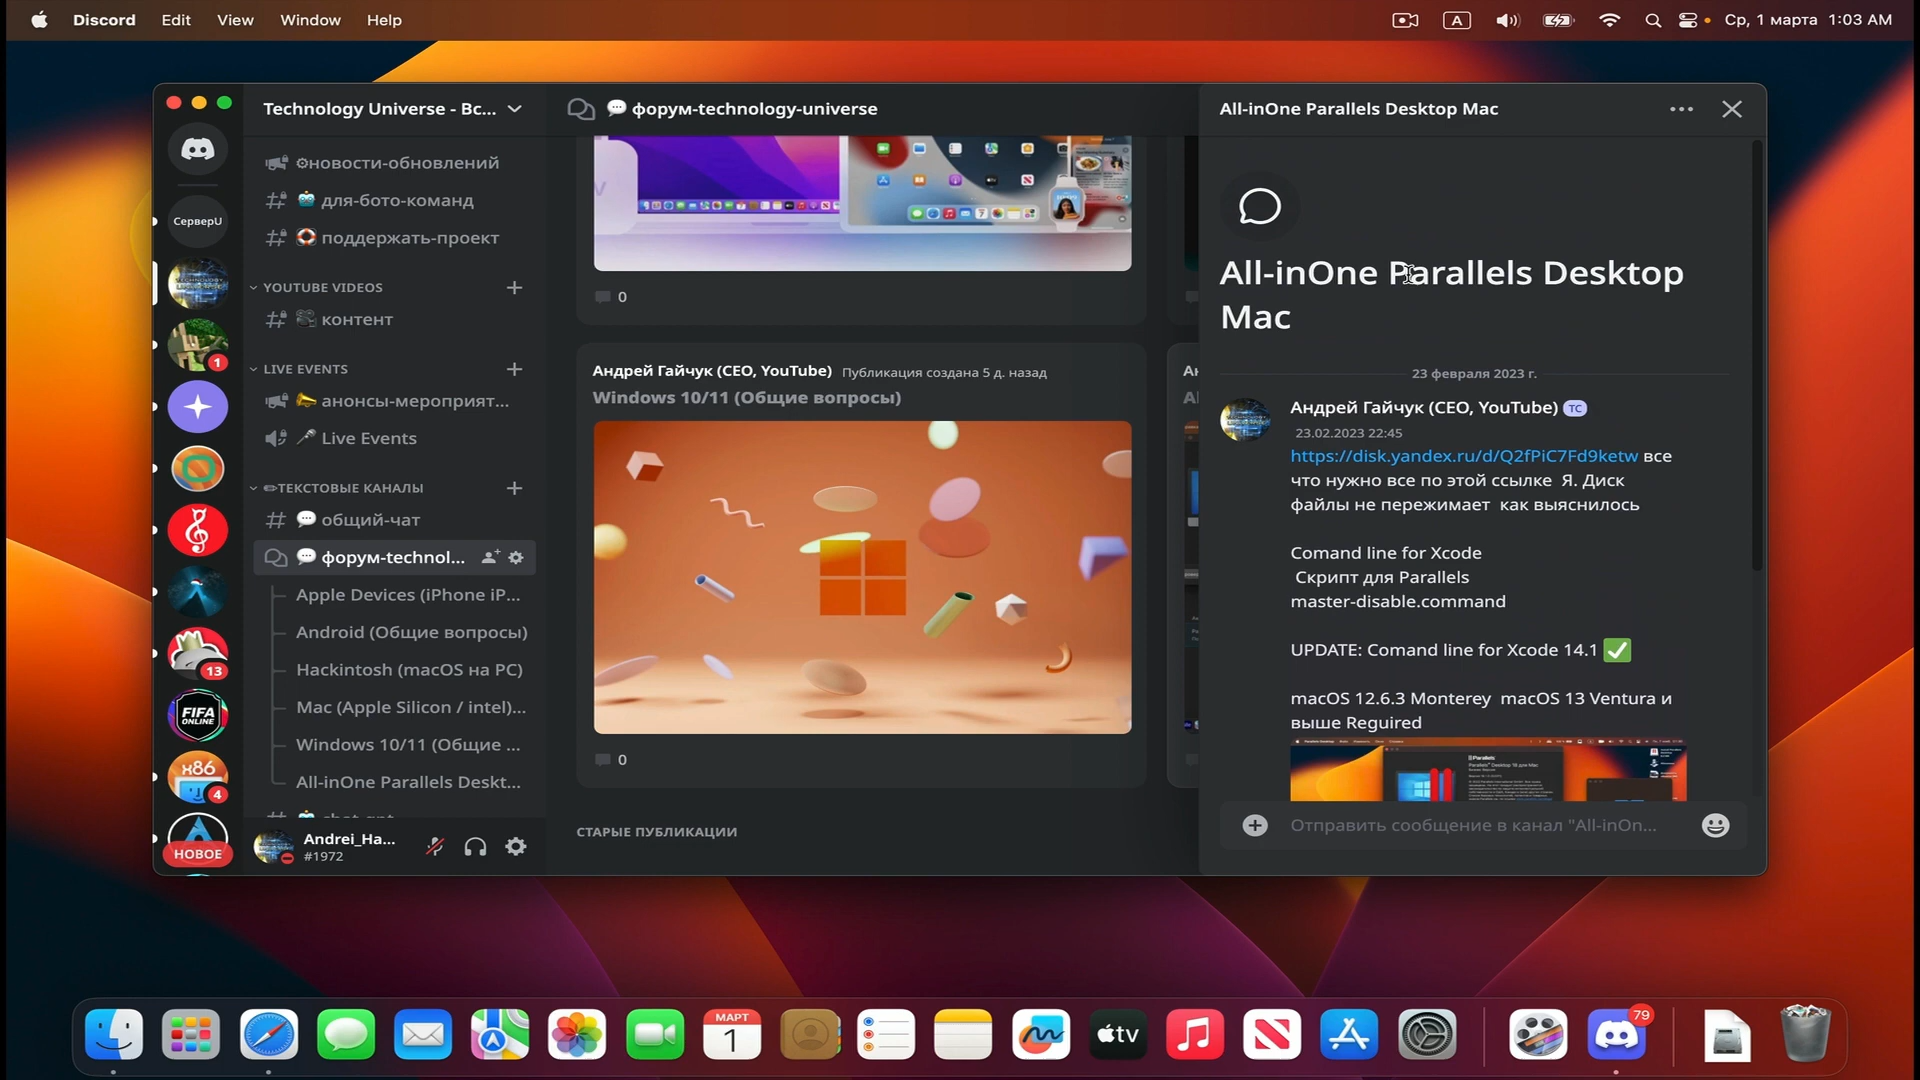 Discord Edit View Window Help
A
Ср, 1 марта 1:03 AM
Technology Universe - Вс...
форум-technology-universe
All-inOne Parallels Desktop Mac
новости-обновлений
для-бото-команд
поддержать-проект
YOUTUBE VIDEOS
контент
LIVE EVENTS
анонсы-мероприят...
Live Events
ТЕКСТОВЫЕ КАНАЛЫ
общий-чат
форум-technol...
Apple Devices (iPhone iP...
Android (Общие вопросы)
Hackintosh (macOS на PC)
Mac (Apple Silicon / intel)...
Windows 10/11 (Общие ...
All-inOne Parallels Deskt...
Andrei_Ha...
#1972
СерверU
1
13
FIFA
ONLINE
x86
4
НОВОЕ
0
Андрей Гайчук (CEO, YouTube) Публикация создана 5 д. назад
Windows 10/11 (Общие вопросы)
0
СТАРЫЕ ПУБЛИКАЦИИ
All-inOne Parallels Desktop
Mac
23 февраля 2023 г.
Андрей Гайчук (CEO, YouTube) ТС
23.02.2023 22:45
https://disk.yandex.ru/d/Q2fPiC7Fd9ketw все
что нужно все по этой ссылке Я. Диск
файлы не пережимает как выяснилось
Comand line for Xcode
Скрипт для Parallels
master-disable.command
UPDATE: Comand line for Xcode 14.1
macOS 12.6.3 Monterey macOS 13 Ventura и
выше Reguired
Отправить сообщение в канал "All-inOn...
МАРТ
1
tv
79